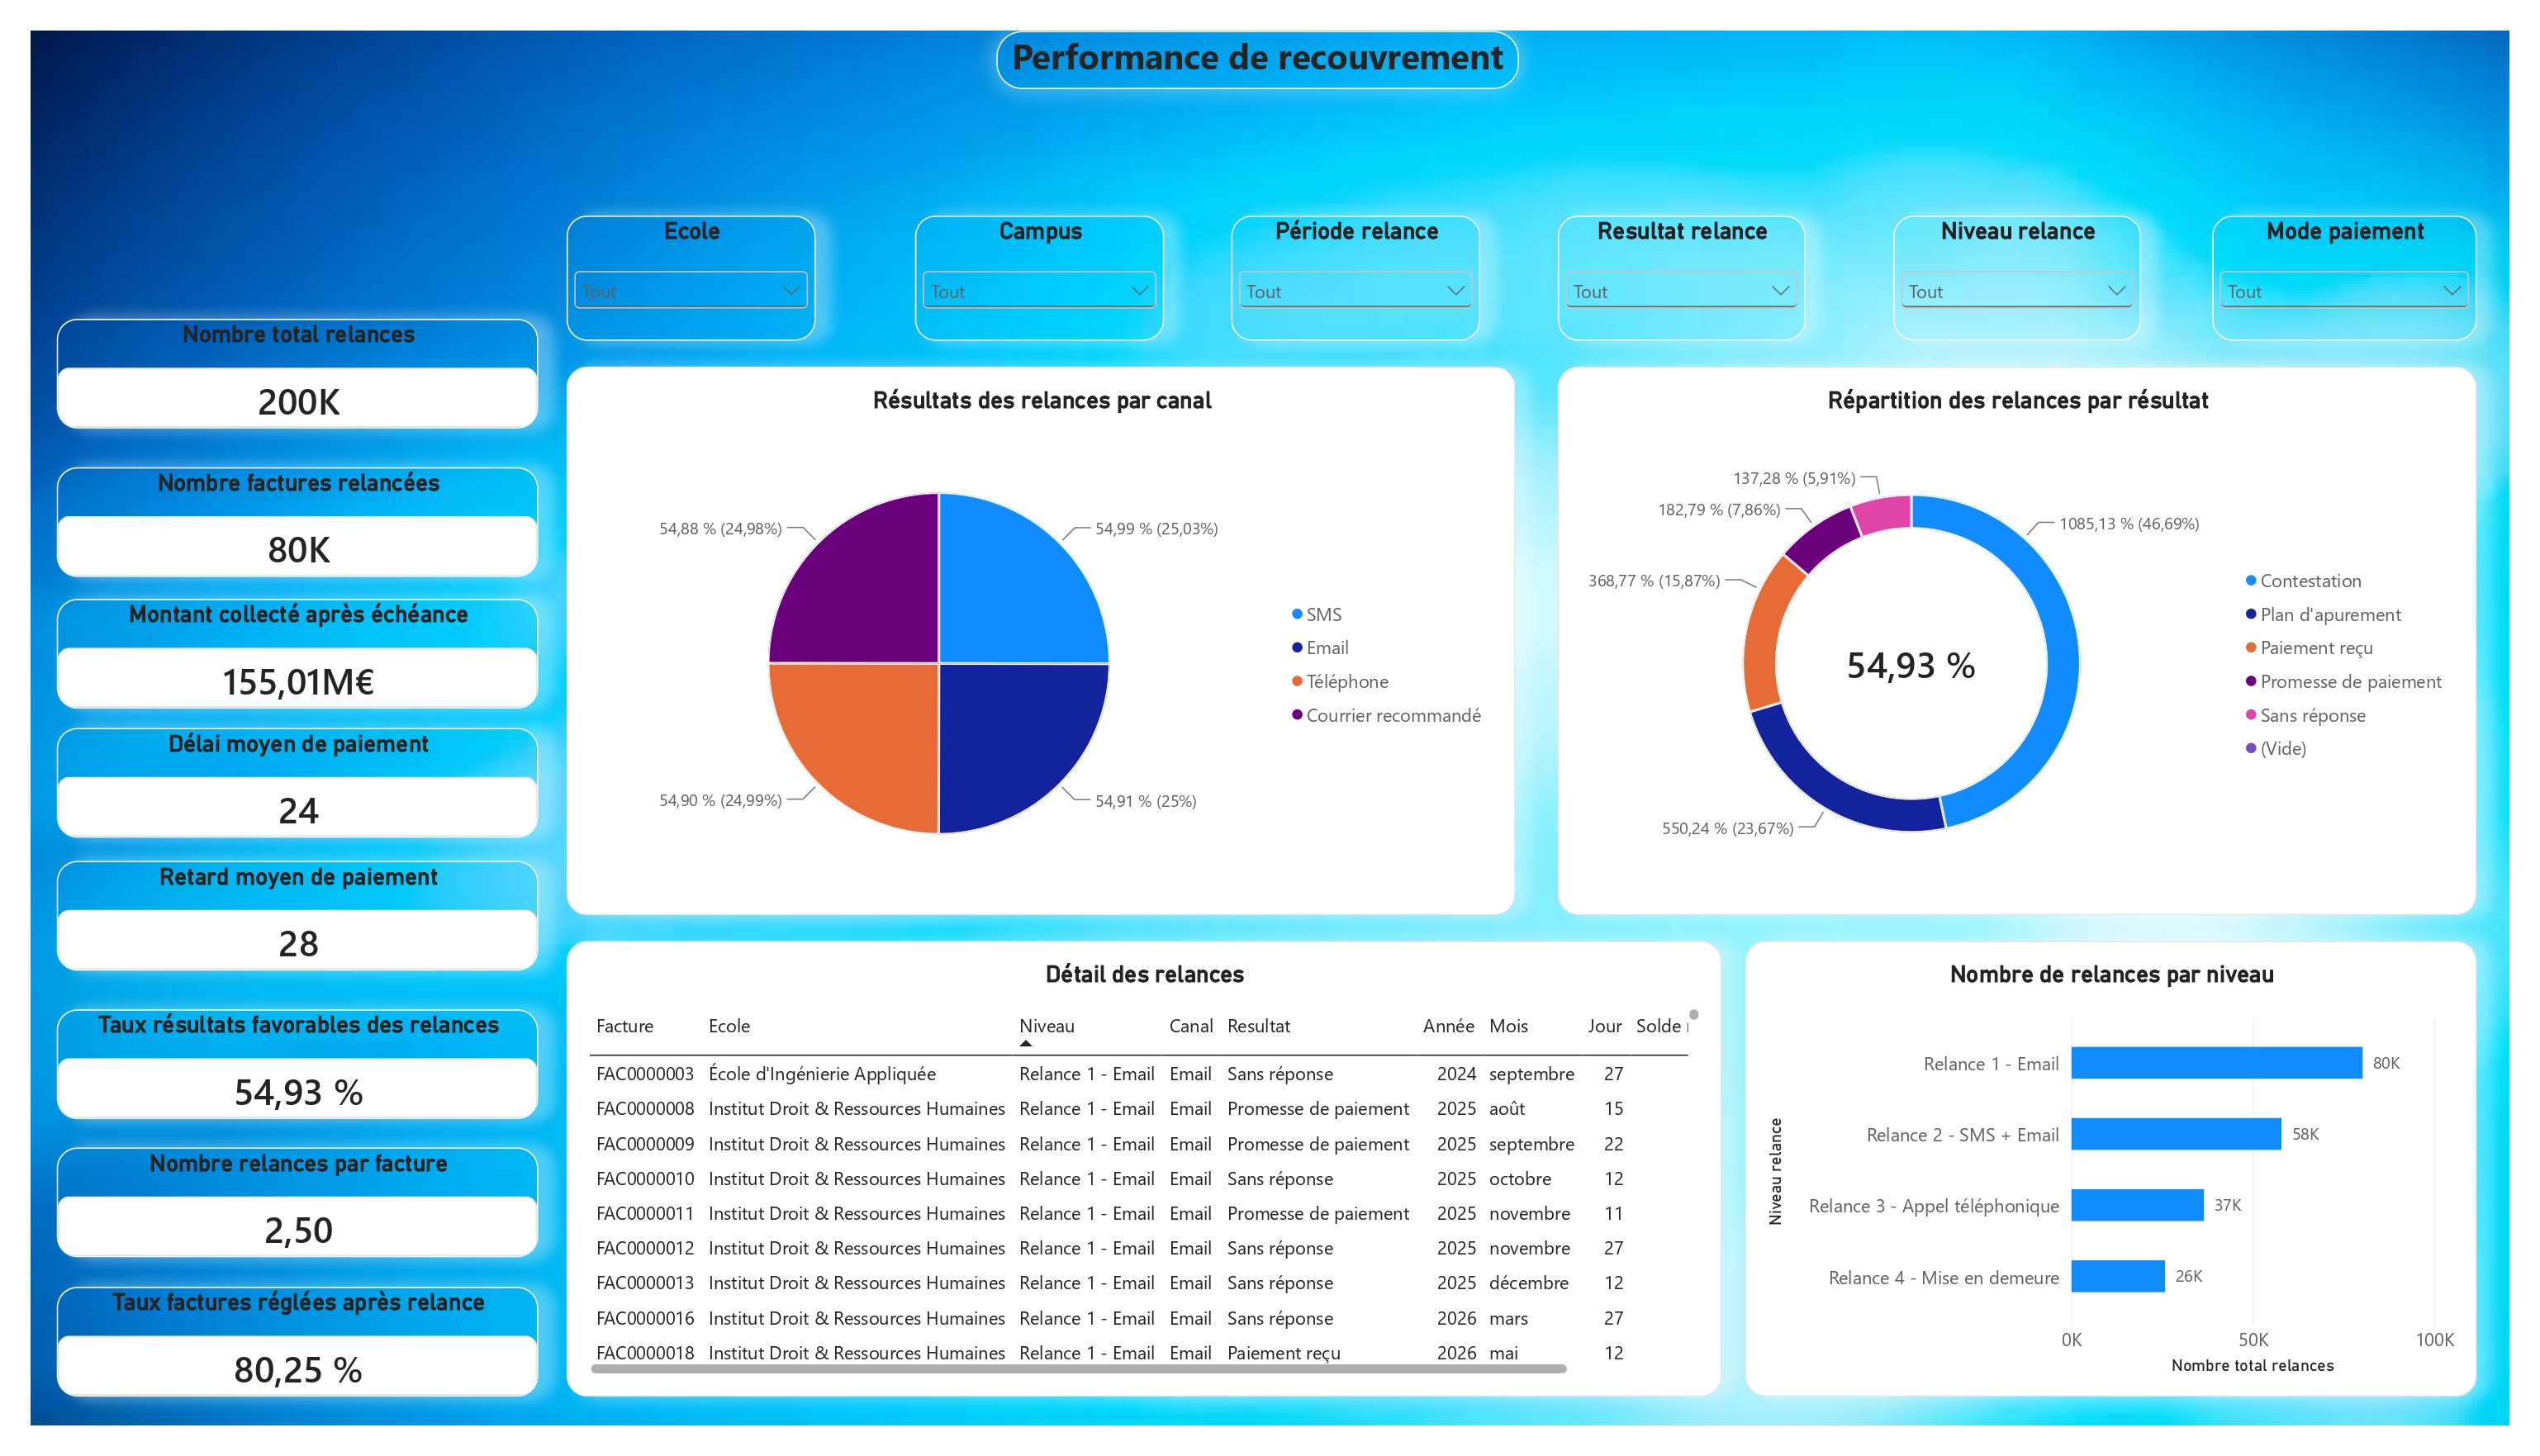 Performance de recouvrement
Ecole
Campus
Période relance
Resultat relance
Niveau relance
Mode paiement
Tout
Tout
Tout
Tout
Tout
Tout
Nombre total relances
200K
Nombre factures relancées
80K
Montant collecté après échéance
155,01M€
Délai moyen de paiement
24
Retard moyen de paiement
28
Taux résultats favorables des relances
54,93 %
Nombre relances par facture
2,50
Taux factures réglées après relance
80,25 %
Résultats des relances par canal
54,88 % (24,98%)
54,99 % (25,03%)
54,90 % (24,99%)
54,91 % (25%)
SMS
Email
Téléphone
Courrier recommandé
Répartition des relances par résultat
137,28 % (5,91%)
182,79 % (7,86%)
1085,13 % (46,69%)
368,77 % (15,87%)
54,93 %
550,24 % (23,67%)
Contestation
Plan d'apurement
Paiement reçu
Promesse de paiement
Sans réponse
(Vide)
Détail des relances
Facture Ecole Niveau Canal Resultat Année Mois Jour Solde
FAC0000003 École d'Ingénierie Appliquée Relance 1 - Email Email Sans réponse 2024 septembre 27
FAC0000008 Institut Droit & Ressources Humaines Relance 1 - Email Email Promesse de paiement 2025 août 15
FAC0000009 Institut Droit & Ressources Humaines Relance 1 - Email Email Promesse de paiement 2025 septembre 22
FAC0000010 Institut Droit & Ressources Humaines Relance 1 - Email Email Sans réponse 2025 octobre 12
FAC0000011 Institut Droit & Ressources Humaines Relance 1 - Email Email Promesse de paiement 2025 novembre 11
FAC0000012 Institut Droit & Ressources Humaines Relance 1 - Email Email Sans réponse 2025 novembre 27
FAC0000013 Institut Droit & Ressources Humaines Relance 1 - Email Email Sans réponse 2025 décembre 12
FAC0000016 Institut Droit & Ressources Humaines Relance 1 - Email Email Sans réponse 2026 mars 27
FAC0000018 Institut Droit & Ressources Humaines Relance 1 - Email Email Paiement reçu 2026 mai 12
Nombre de relances par niveau
Niveau relance
Relance 1 - Email 80K
Relance 2 - SMS + Email 58K
Relance 3 - Appel téléphonique 37K
Relance 4 - Mise en demeure 26K
0K 50K 100K
Nombre total relances